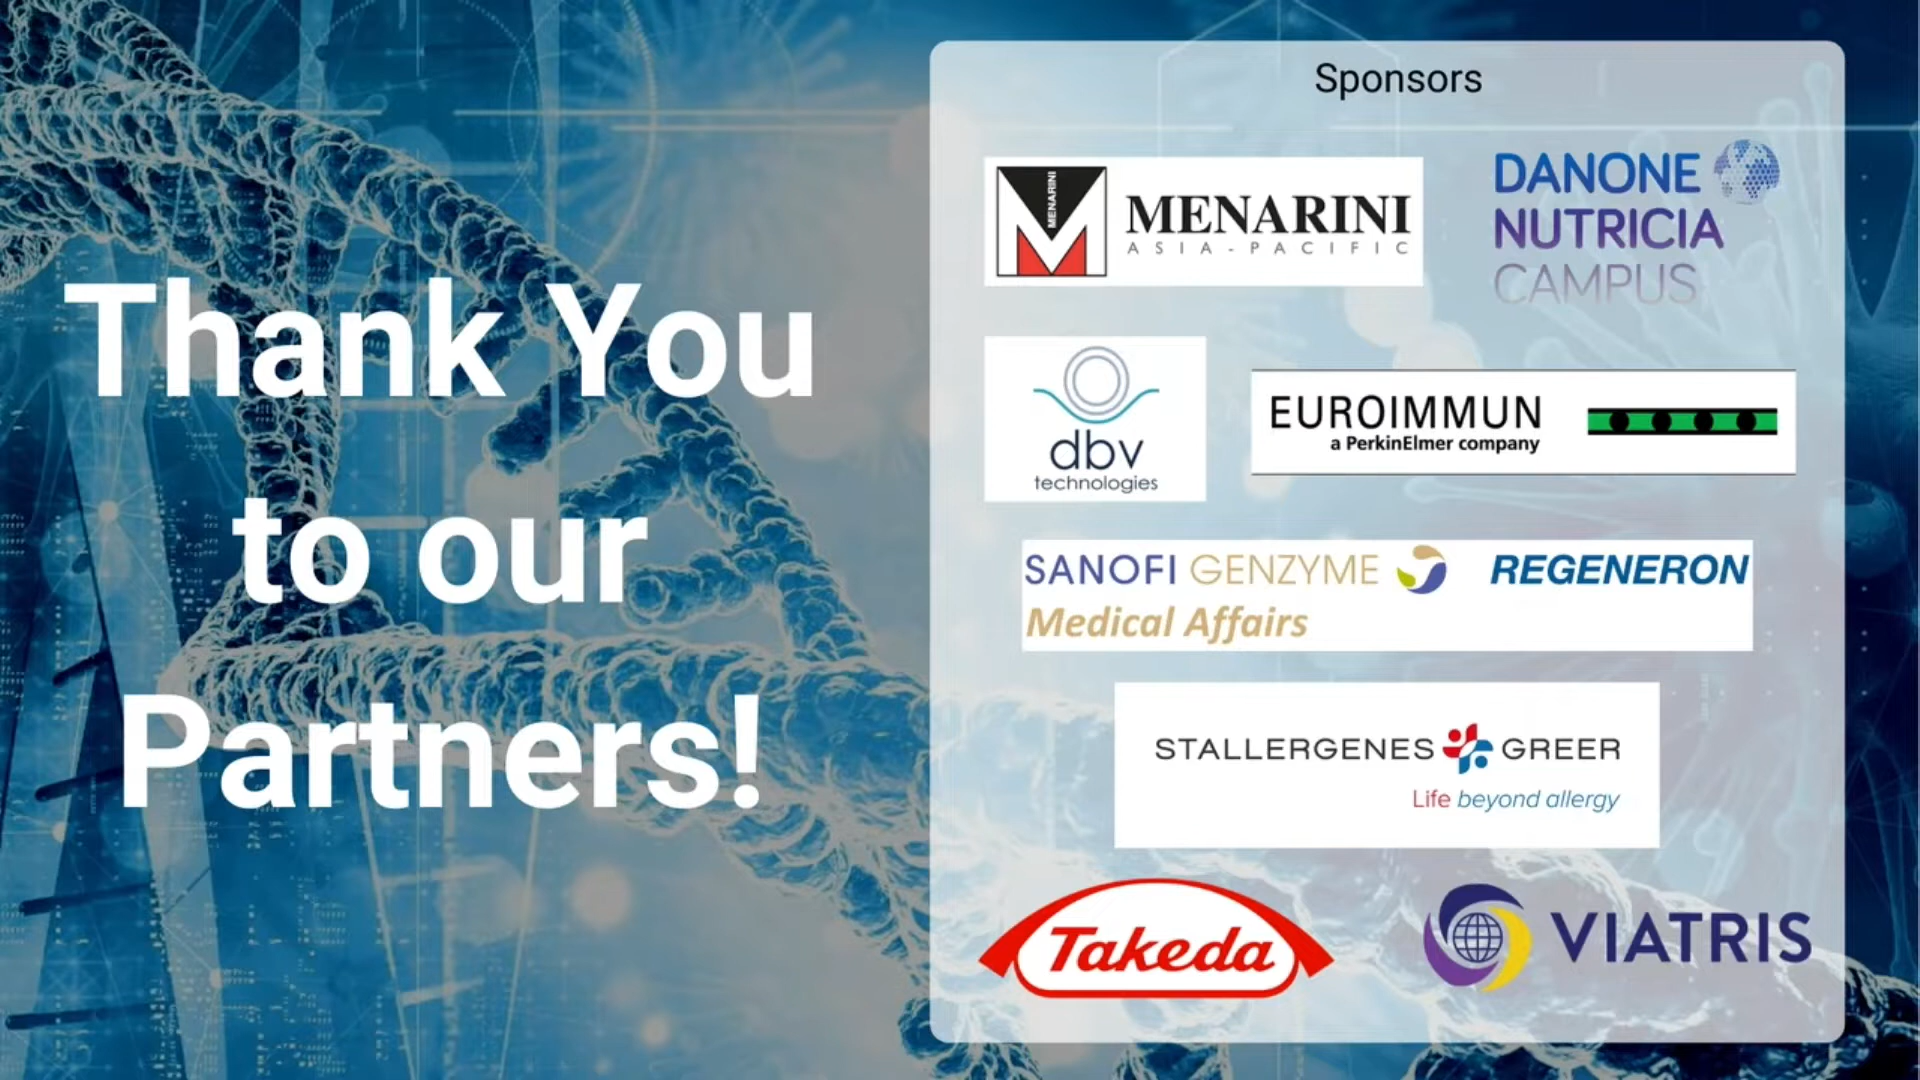 Thank You
to our
Partners!
Sponsors
MENARINI
MENARINI
ASIA-PACIFIC
DANONE
NUTRICIA
CAMPUS
dbv
technologies
EUROIMMUN
a PerkinElmer company
SANOFI GENZYME
Medical Affairs
REGENERON
STALLERGENES GREER
Life beyond allergy
Takeda
VIATRIS